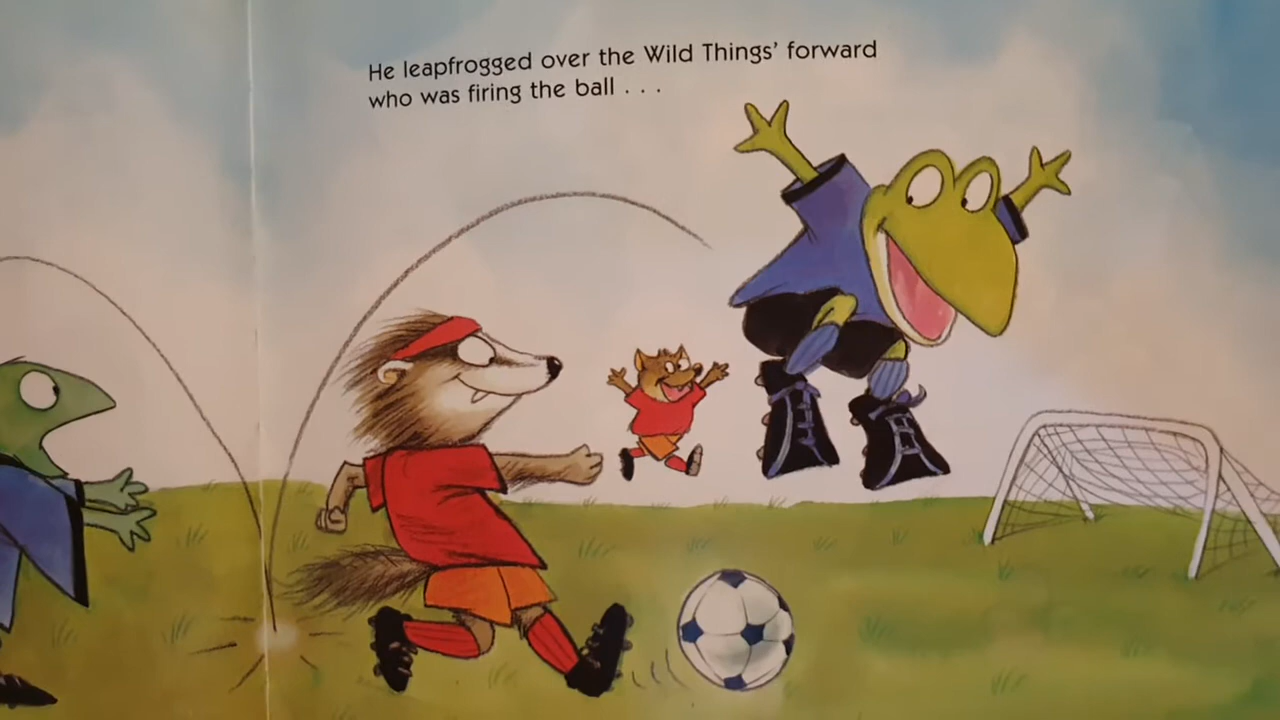 He leapfrogged over the Wild Things’ forward
who was firing the ball . . .